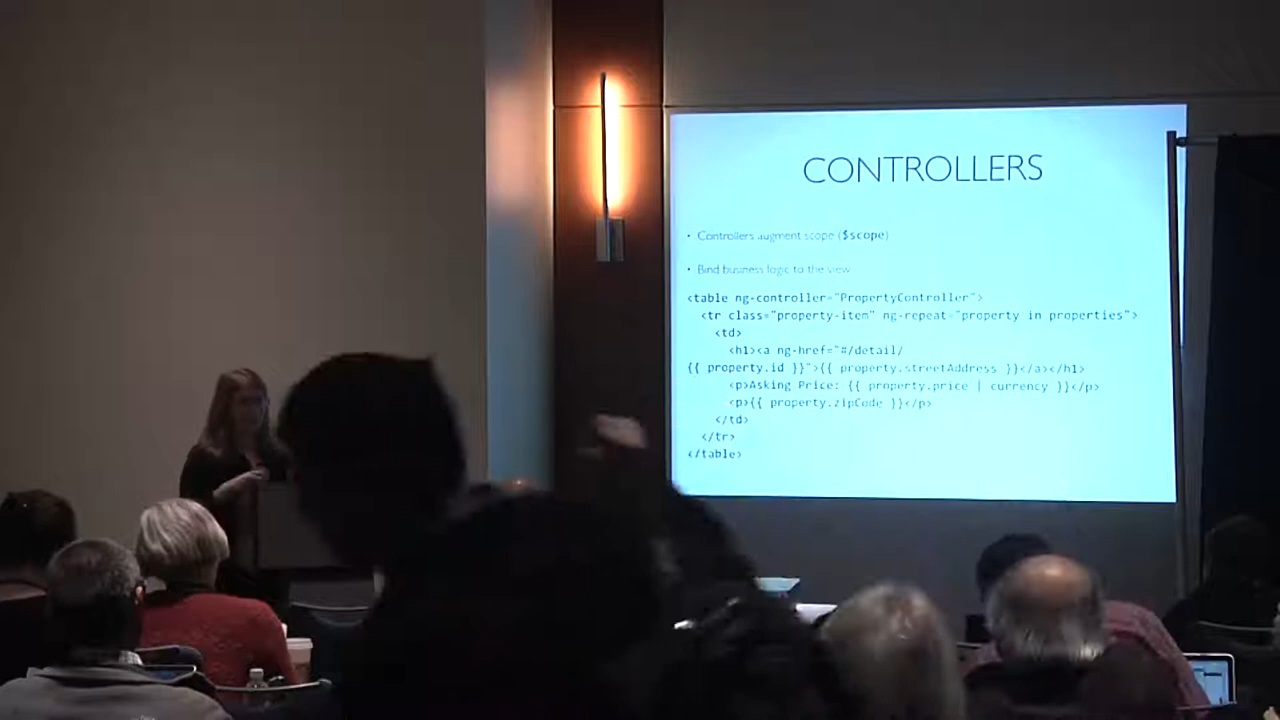 CONTROLLERS
• Controllers augment scope ($scope)
• Bind business logic to the view
<table ng-controller="PropertyController">
<tr class="property-item" ng-repeat="property in properties">
<td>
<h1><a ng-href="#/detail/
{{ property.id }}">{{ property.streetAddress }}</a></h1>
<p>Asking Price: {{ property.price | currency }}</p>
<p>{{ property.zipCode }}</p>
</td>
</tr>
</table>